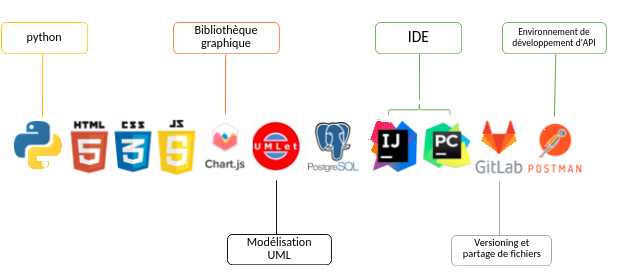 python
Bibliothèque
graphique
IDE
Environnement de
développement d'API
HTML
5
CSS
3
JS
5
Chart.js
UMLet
PostgreSQL
IJ
PC
GitLab
POSTMAN
Modélisation
UML
Versioning et
partage de fichiers